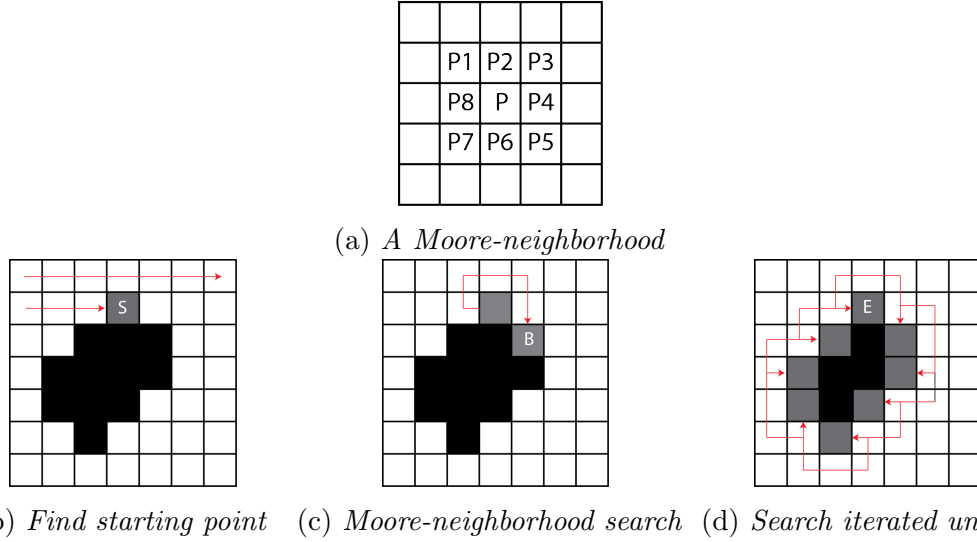 P1 P2 P3
P8 P P4
P7 P6 P5
(a) A Moore-neighborhood
S
B
E
) Find starting point
(c) Moore-neighborhood search
(d) Search iterated un